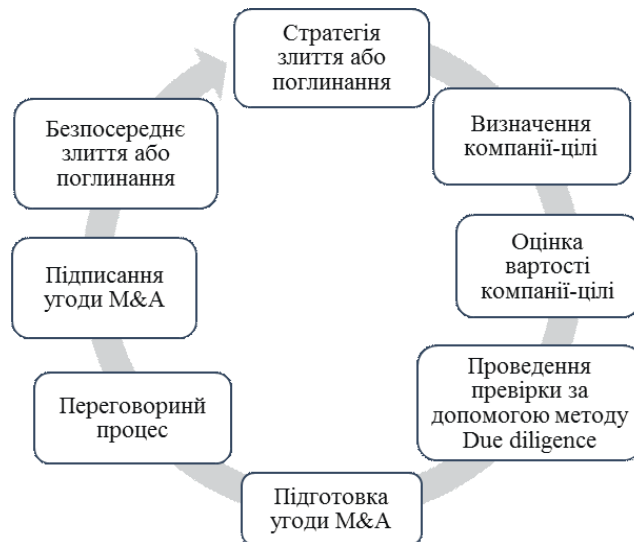 Стратегія
злиття або
поглинання
Визначення
компанії-цілі
Оцінка
вартості
компанії-цілі
Проведення
превірки за
допомогою методу
Due diligence
Підготовка
угоди M&A
Переговоринй
процес
Підписання
угоди M&A
Безпосереднє
злиття або
поглинання